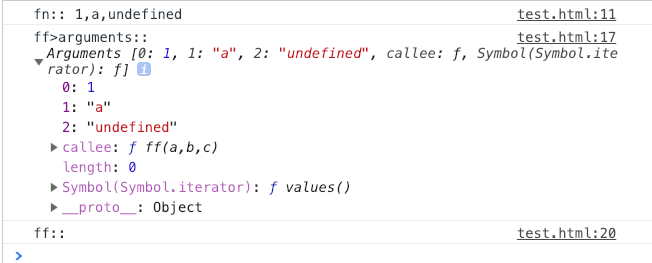 fn:: 1,a,undefined test.html:11
ff>arguments:: test.html:17
Arguments [0: 1, 1: "a", 2: "undefined", callee: ƒ, Symbol(Symbol.ite
rator): ƒ] i
0: 1
1: "a"
2: "undefined"
callee: ƒ ff(a,b,c)
length: 0
Symbol(Symbol.iterator): ƒ values()
__proto__: Object
ff:: test.html:20
>